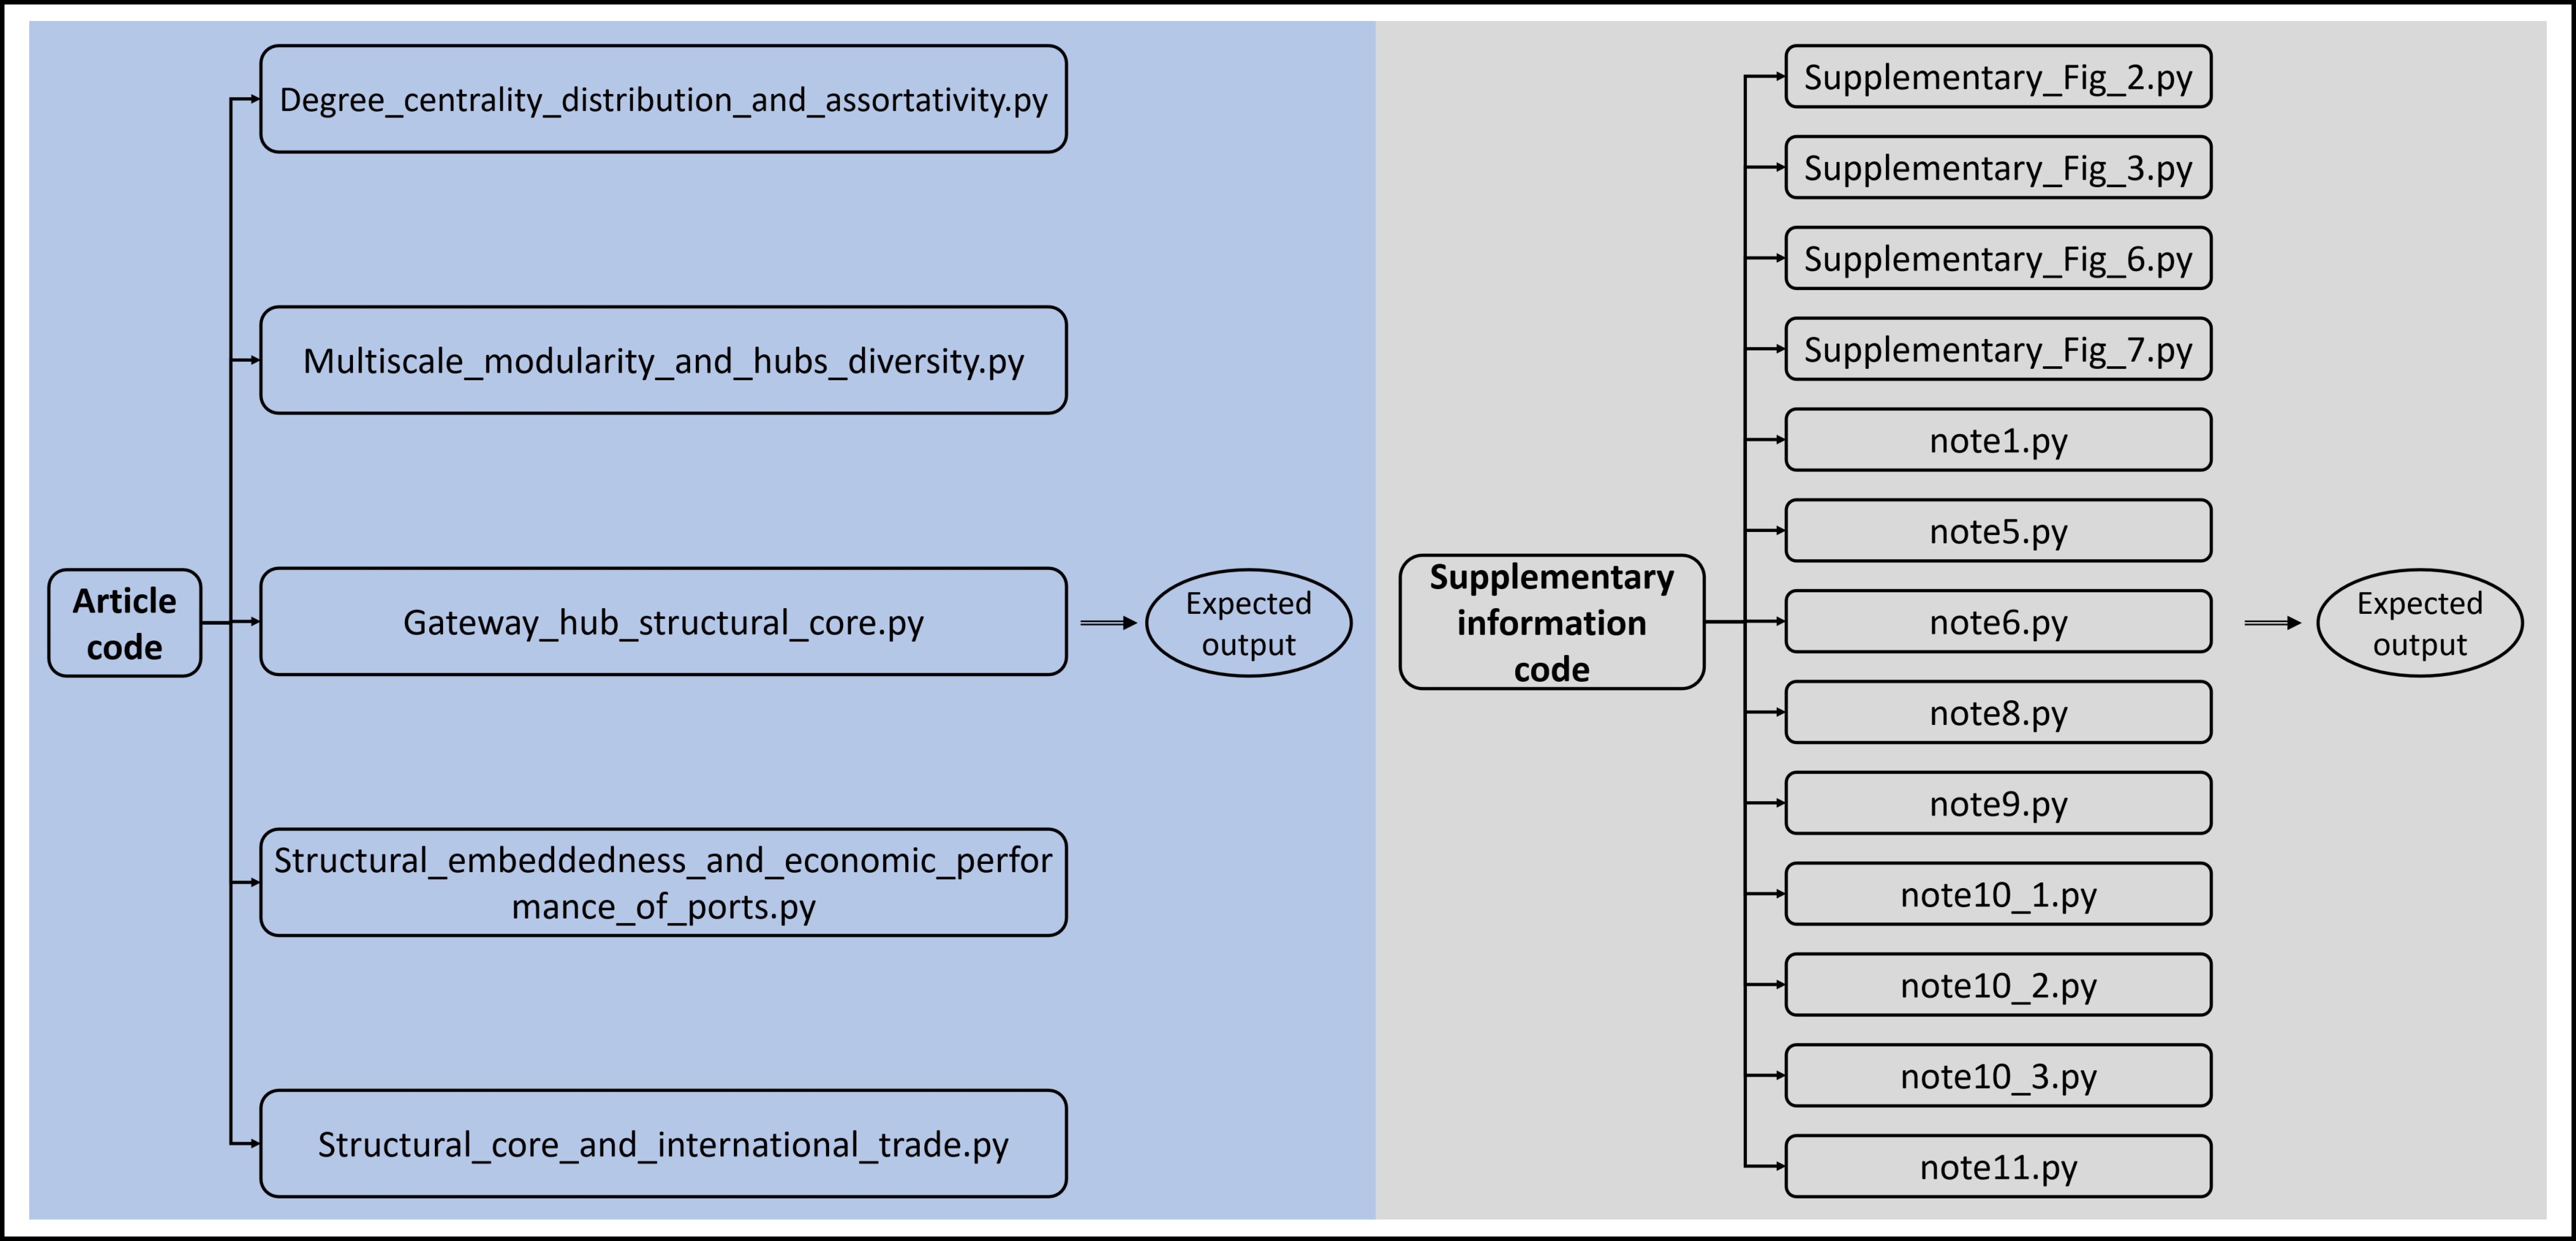 Article
code
Degree_centrality_distribution_and_assortativity.py
Multiscale_modularity_and_hubs_diversity.py
Gateway_hub_structural_core.py
Structural_embeddedness_and_economic_perfor
mance_of_ports.py
Structural_core_and_international_trade.py
Expected
output
Supplementary
information
code
Supplementary_Fig_2.py
Supplementary_Fig_3.py
Supplementary_Fig_6.py
Supplementary_Fig_7.py
note1.py
note5.py
note6.py
note8.py
note9.py
note10_1.py
note10_2.py
note10_3.py
note11.py
Expected
output